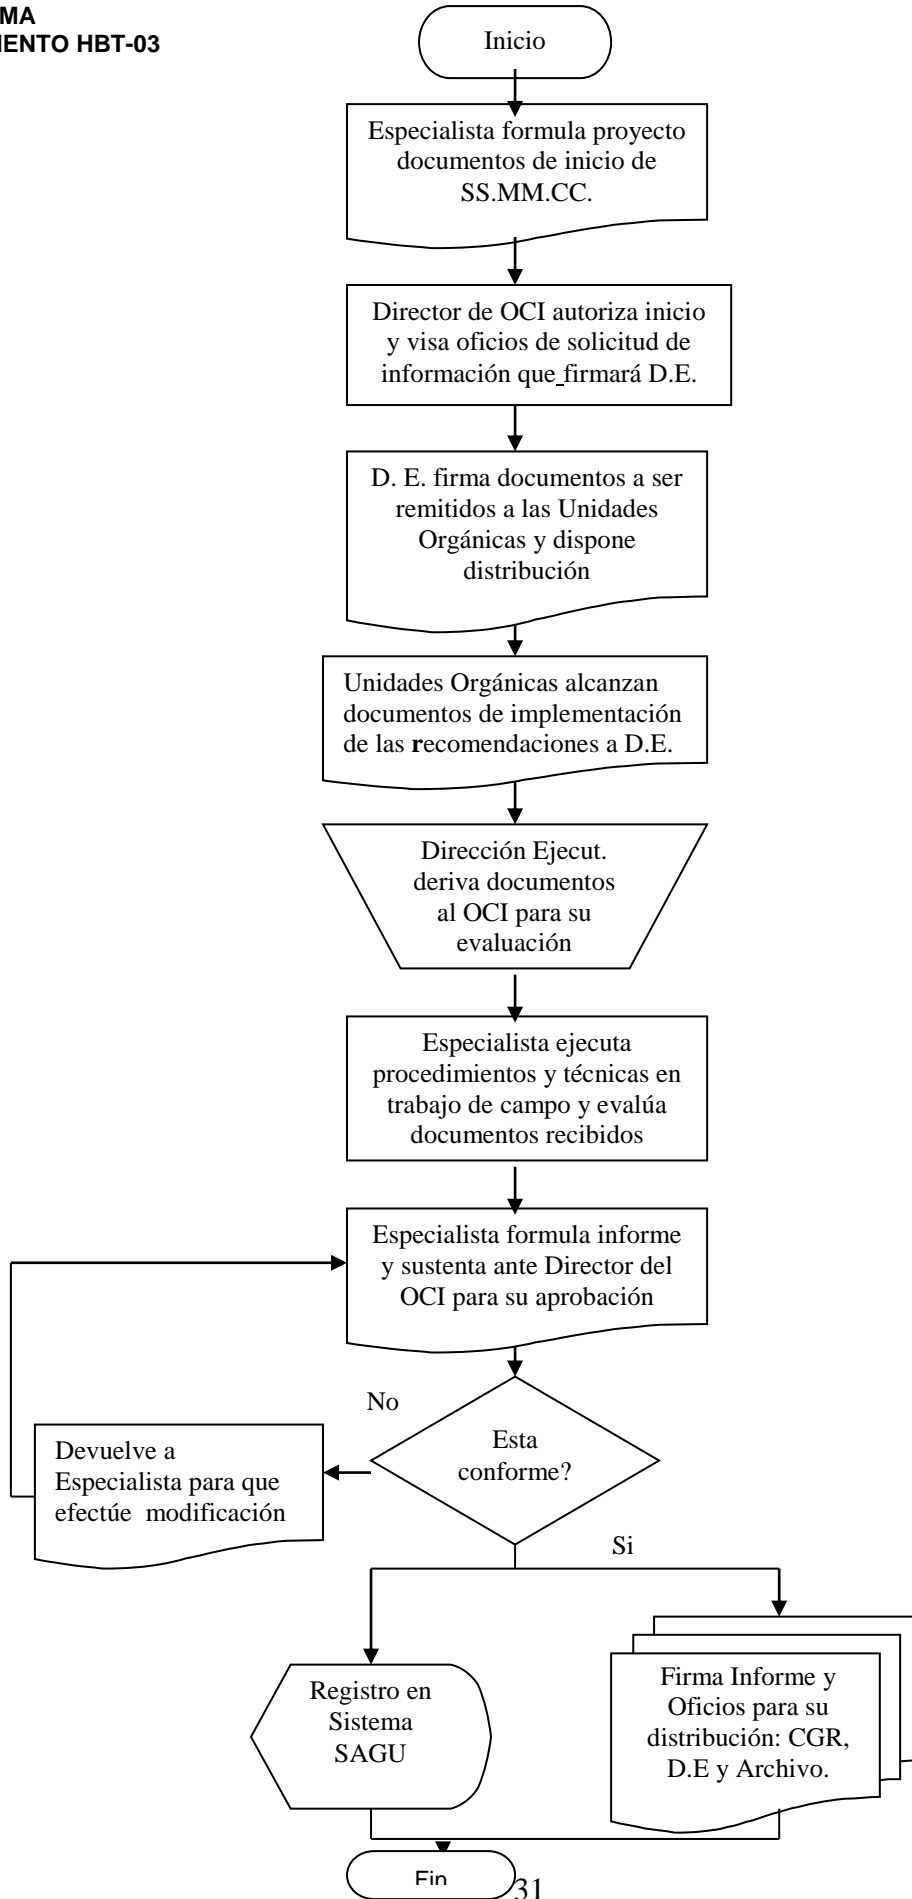 MA
IENTO HBT-03
Inicio
Especialista formula proyecto
documentos de inicio de
SS.MM.CC.
Director de OCI autoriza inicio
y visa oficios de solicitud de
información que firmará D.E.
D. E. firma documentos a ser
remitidos a las Unidades
Orgánicas y dispone
distribución
Unidades Orgánicas alcanzan
documentos de implementación
de las recomendaciones a D.E.
Dirección Ejecut.
deriva documentos
al OCI para su
evaluación
Especialista ejecuta
procedimientos y técnicas en
trabajo de campo y evalúa
documentos recibidos
Especialista formula informe
y sustenta ante Director del
OCI para su aprobación
No
Esta
conforme?
Devuelve a
Especialista para que
efectúe modificación
Si
Registro en
Sistema
SAGU
Firma Informe y
Oficios para su
distribución: CGR,
D.E y Archivo.
Fin
31